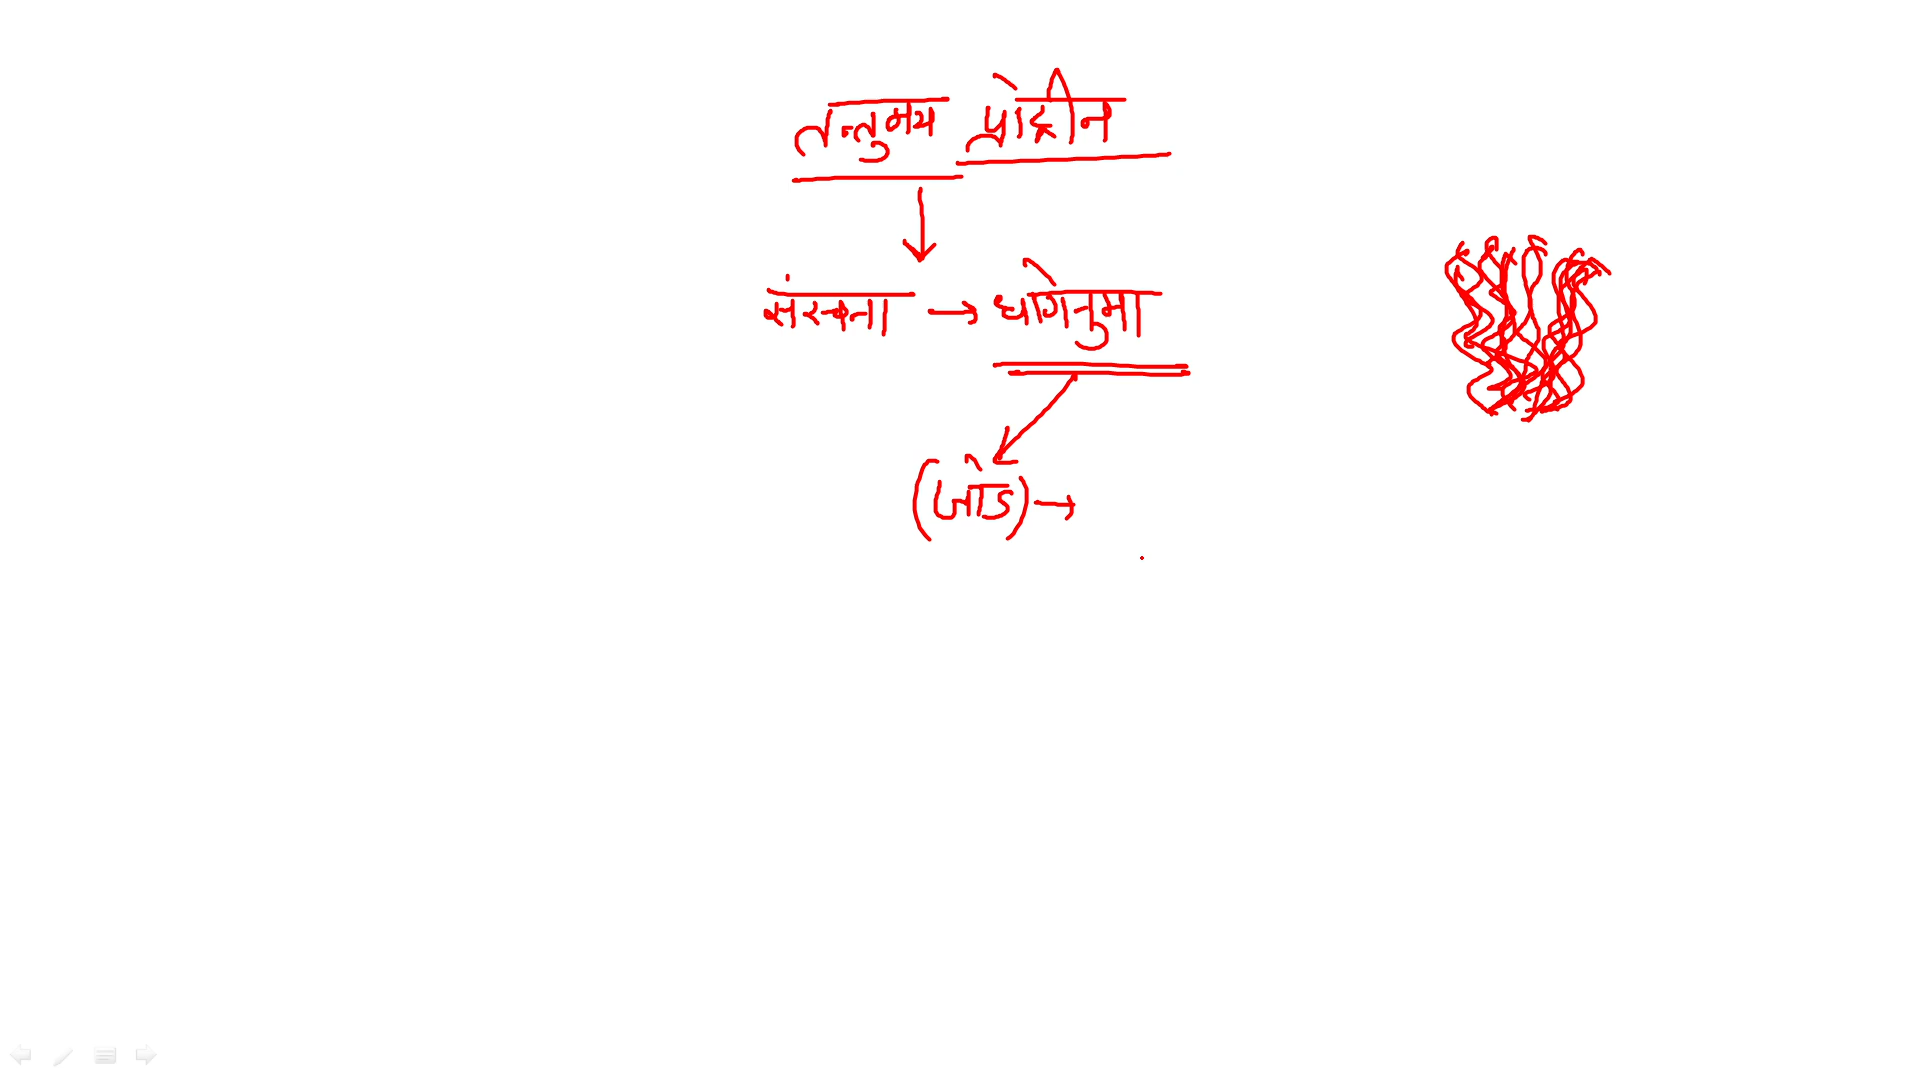 तन्तुमय प्रोटीन
संरचना → धागेनुमा
(जोड) →